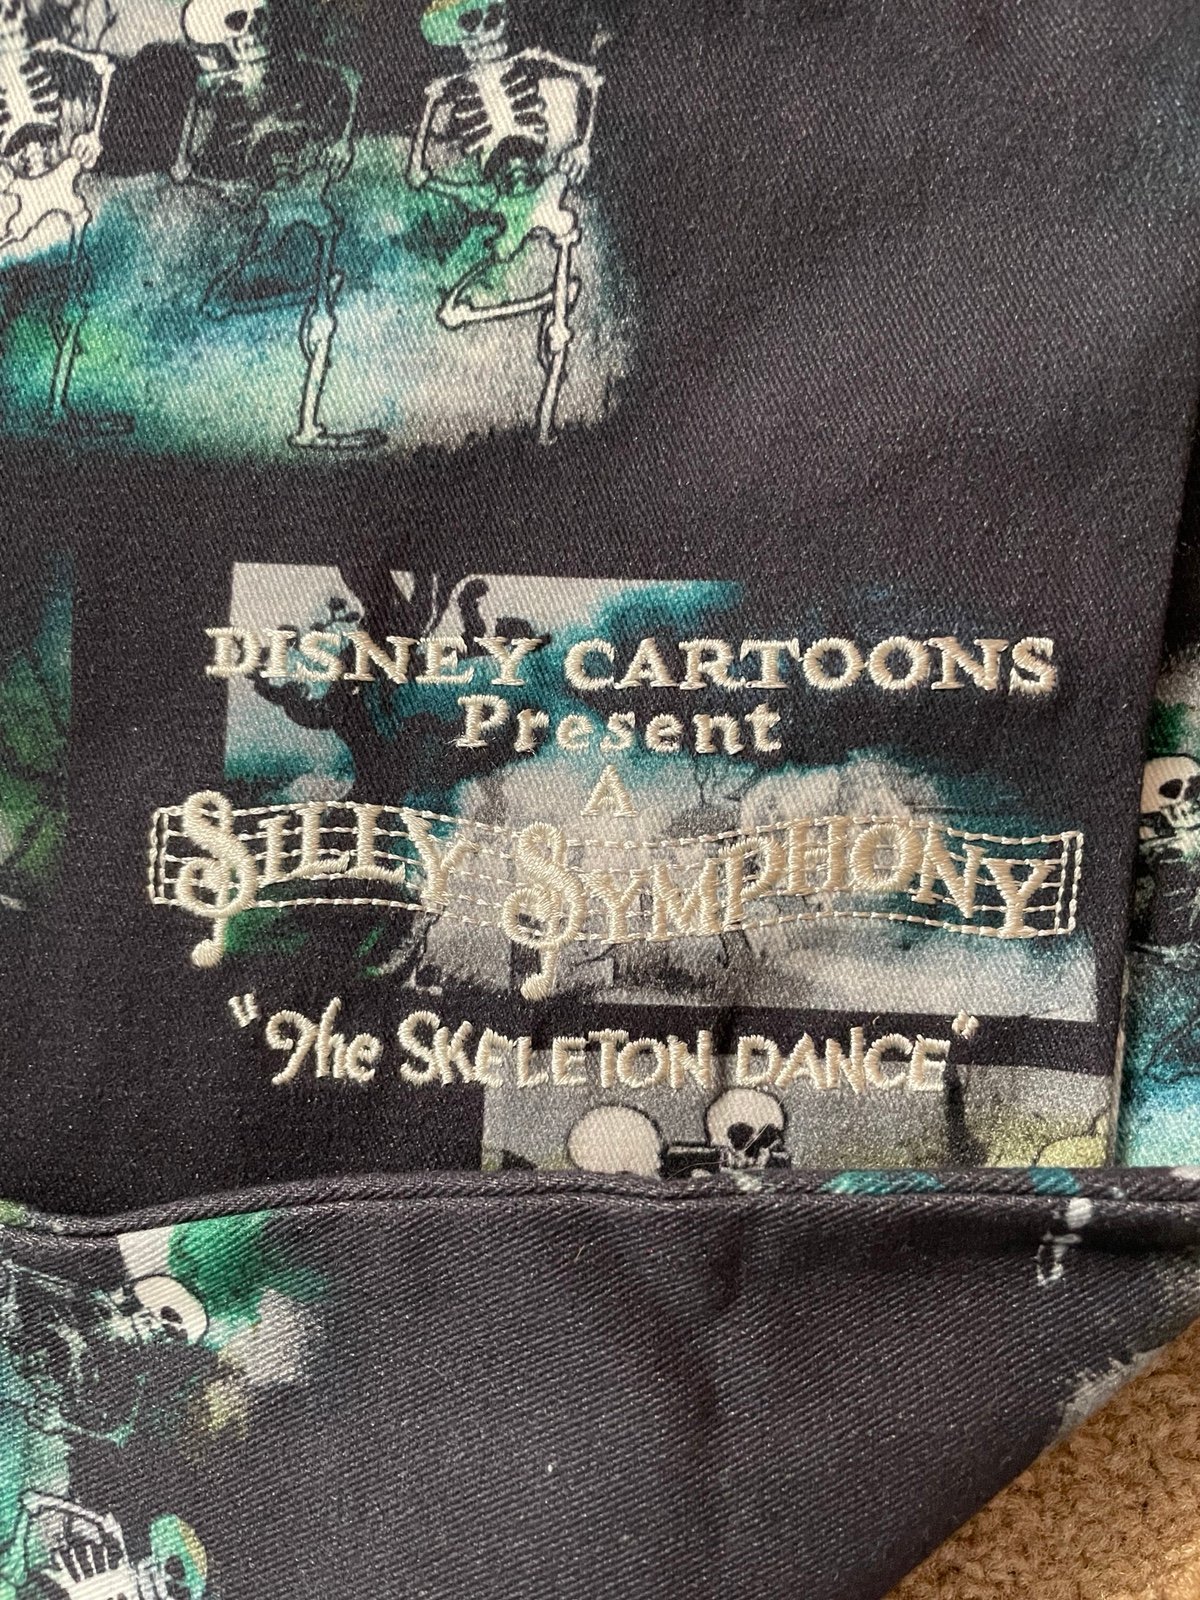 DISNEY CARTOONS
Present
A
SILLY SYMPHONY
"The SKELETON DANCE"